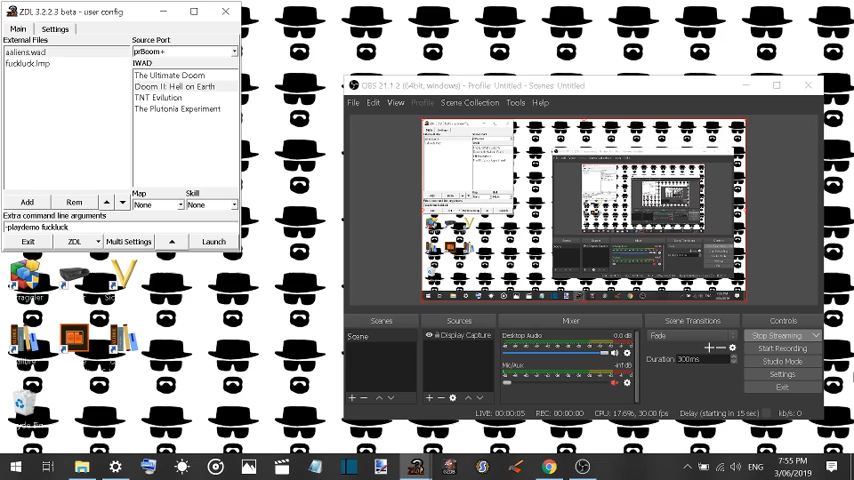 ZDL 3.2.2.3 beta - user config
Main Settings
External Files
aaliens.wad
fuckluck.lmp
Source Port
prBoom+
IWAD
The Ultimate Doom
Doom II: Hell on Earth
TNT Evilution
The Plutonia Experiment
Add Rem
Map Skill
None None
Extra command line arguments
-playdemo fuckluck
Exit ZDL Multi Settings Launch
OBS 21.1.2 (64bit, windows) - Profile: Untitled - Scenes: Untitled
File Edit View Profile Scene Collection Tools Help
Scenes Sources Mixer Scene Transitions Controls
Scene
Display Capture
Desktop Audio 0.0 dB
Mic/Aux
Fade
Duration 300ms
Stop Streaming
Start Recording
Studio Mode
Settings
Exit
LIVE: 00:00:05 REC: 00:00:00 CPU: 17.6%, 30.00 fps Delay (starting in 15 sec) kb/s: 0
ENG
7:55 PM
3/06/2019